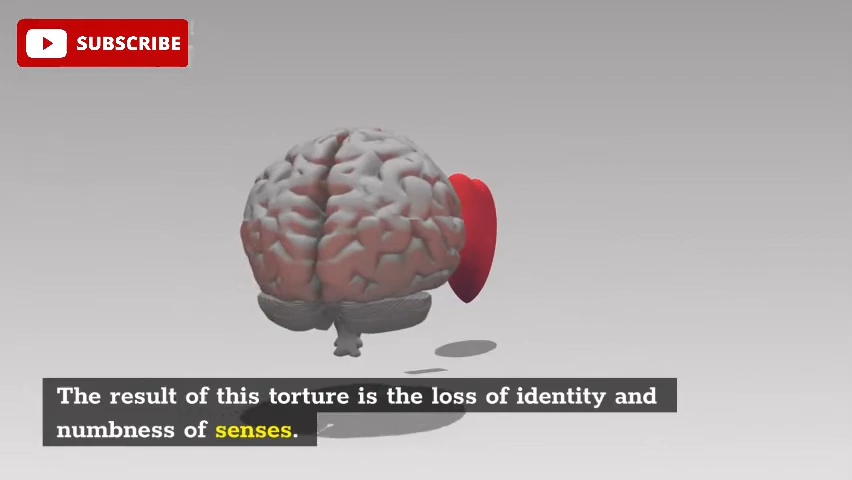 SUBSCRIBE
The result of this torture is the loss of identity and
numbness of senses.